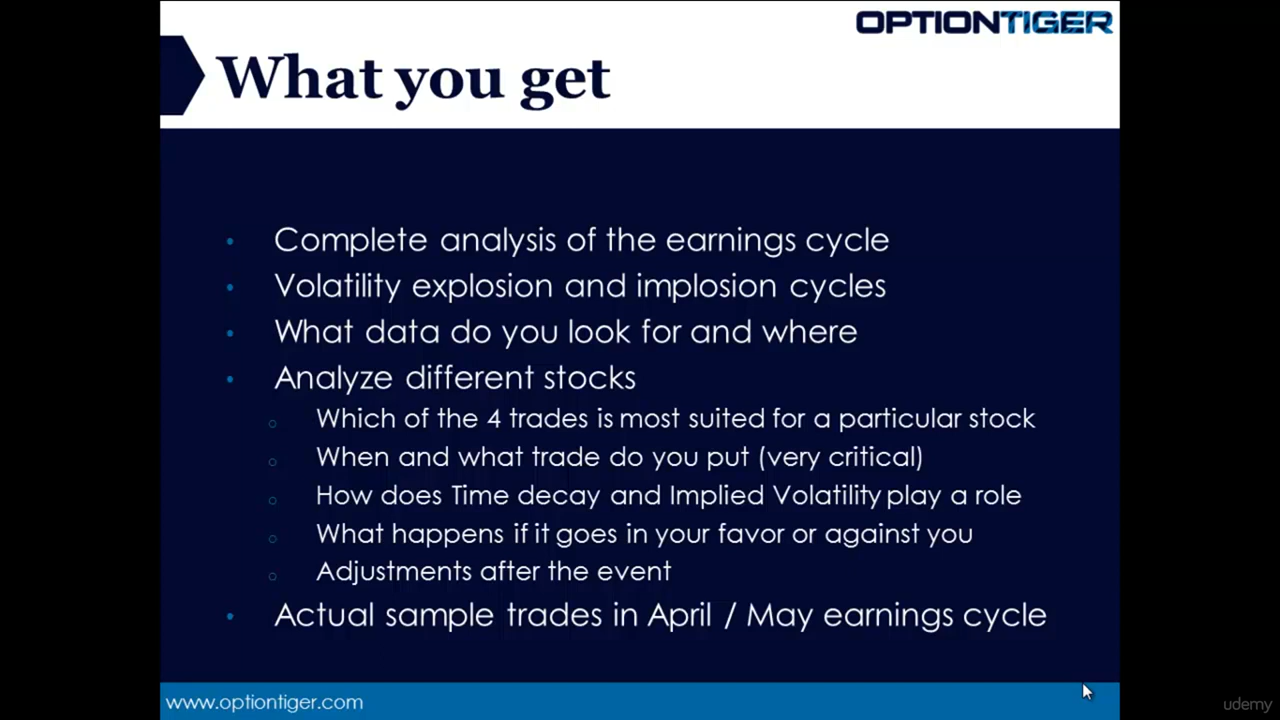 OPTIONTIGER
What you get
• Complete analysis of the earnings cycle
• Volatility explosion and implosion cycles
• What data do you look for and where
• Analyze different stocks
o Which of the 4 trades is most suited for a particular stock
o When and what trade do you put (very critical)
o How does Time decay and Implied Volatility play a role
o What happens if it goes in your favor or against you
o Adjustments after the event
• Actual sample trades in April / May earnings cycle
www.optiontiger.com
udemy